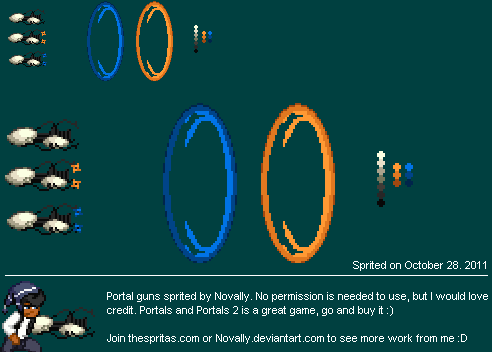 Sprited on October 28. 2011
Portal guns sprited by Novally. No permission is needed to use, but I would love
credit. Portals and Portals 2 is a great game, go and buy it :)
Join thespritas.com or Novally.deviantart.com to see more work from me :D